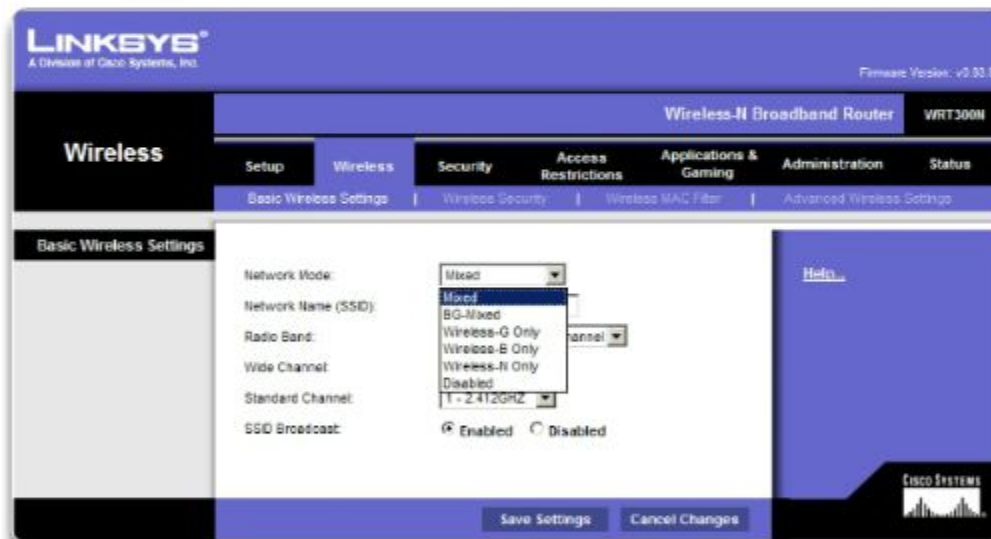 LINKSYS®
A Division of Cisco Systems, Inc.
Firmware Version: v0.93.
Wireless-N Broadband Router WRT300N
Wireless
Setup Wireless Security Access Restrictions Applications & Gaming Administration Status
Basic Wireless Settings | Wireless Security | Wireless MAC Filter | Advanced Wireless Settings
Basic Wireless Settings
Network Mode: Mixed
Help...
Mixed
Network Name (SSID):
BG-Mixed
Wireless-G Only
Radio Band:
Wireless-B Only
Wide Channel:
Wireless-N Only
Disabled
Standard Channel: 1 - 2.412GHZ
SSID Broadcast: Enabled Disabled
CISCO SYSTEMS
Save Settings Cancel Changes